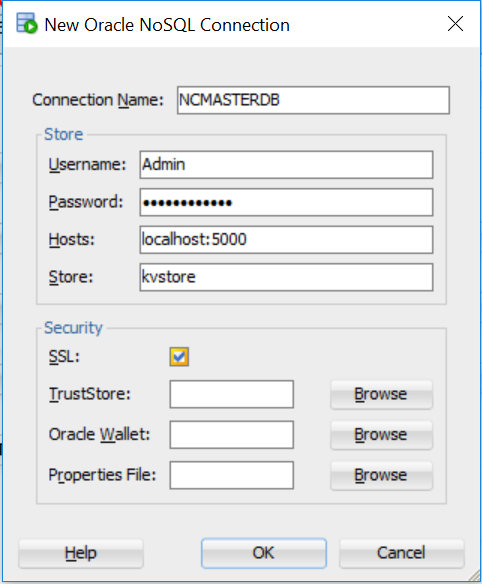 New Oracle NoSQL Connection
Connection Name: NCMASTERDB
Store
Username: Admin
Password: ••••••••••••
Hosts: localhost:5000
Store: kvstore
Security
SSL:
TrustStore: Browse
Oracle Wallet: Browse
Properties File: Browse
Help OK Cancel